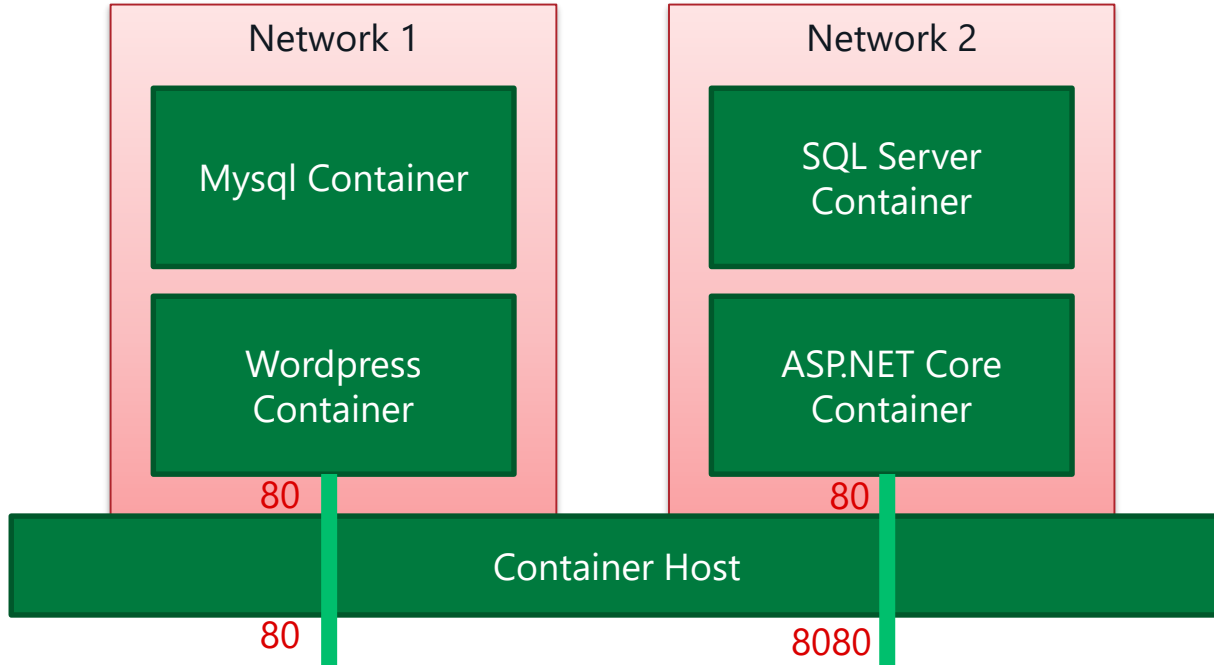 Network 1
Mysql Container
Wordpress
Container
80
Network 2
SQL Server
Container
ASP.NET Core
Container
80
Container Host
80
8080